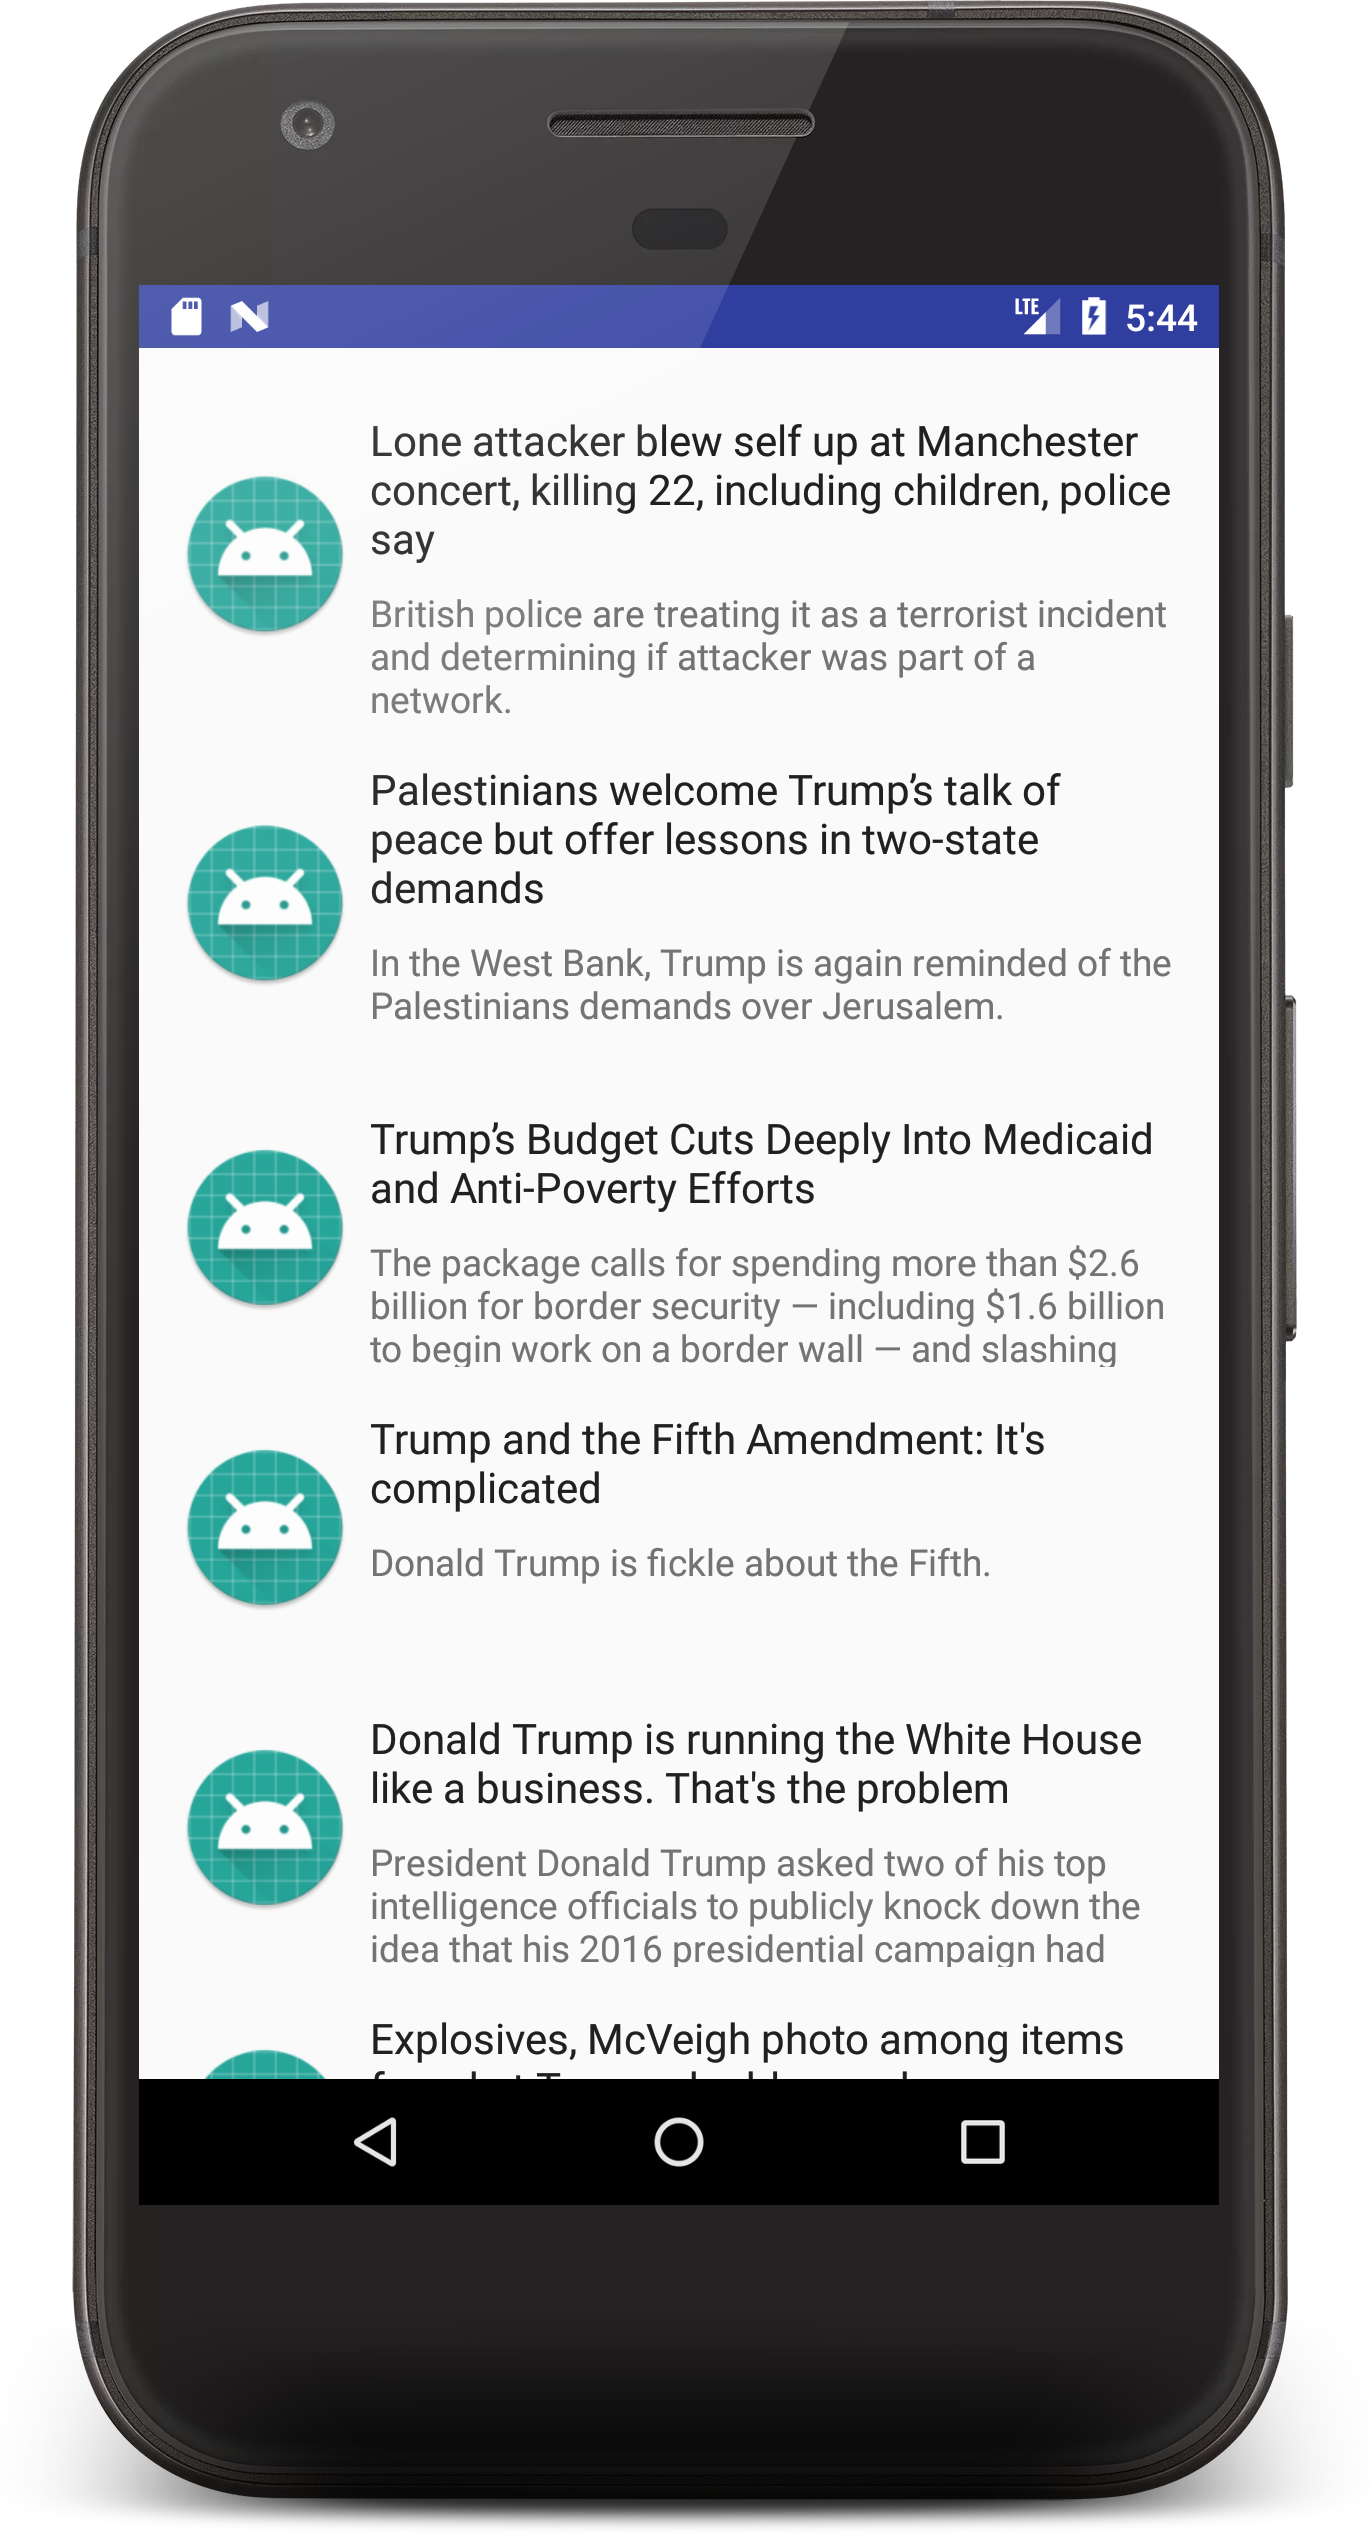 LTE 5:44
Lone attacker blew self up at Manchester
concert, killing 22, including children, police
say
British police are treating it as a terrorist incident
and determining if attacker was part of a
network.
Palestinians welcome Trump’s talk of
peace but offer lessons in two-state
demands
In the West Bank, Trump is again reminded of the
Palestinians demands over Jerusalem.
Trump’s Budget Cuts Deeply Into Medicaid
and Anti-Poverty Efforts
The package calls for spending more than $2.6
billion for border security — including $1.6 billion
to begin work on a border wall — and slashing
Trump and the Fifth Amendment: It's
complicated
Donald Trump is fickle about the Fifth.
Donald Trump is running the White House
like a business. That's the problem
President Donald Trump asked two of his top
intelligence officials to publicly knock down the
idea that his 2016 presidential campaign had
Explosives, McVeigh photo among items